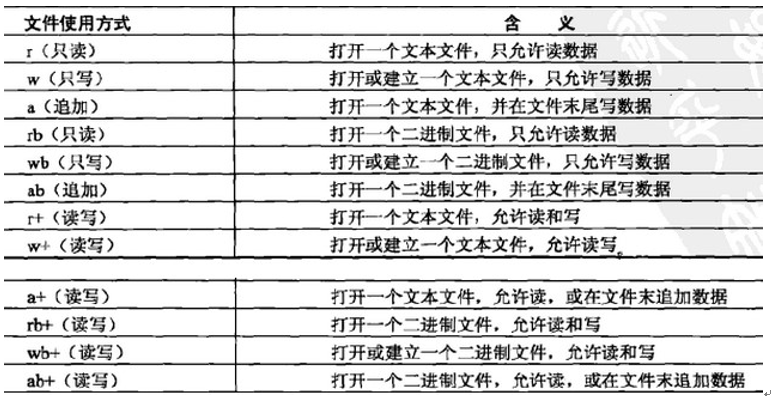 文件使用方式 含 义
r（只读） 打开一个文本文件，只允许读数据
w（只写） 打开或建立一个文本文件，只允许写数据
a（追加） 打开一个文本文件，并在文件末尾写数据
rb（只读） 打开一个二进制文件，只允许读数据
wb（只写） 打开或建立一个二进制文件，只允许写数据
ab（追加） 打开一个二进制文件，并在文件末尾写数据
r+（读写） 打开一个文本文件，允许读和写
w+（读写） 打开或建立一个文本文件，允许读写。
a+（读写） 打开一个文本文件，允许读，或在文件末追加数据
rb+（读写） 打开一个二进制文件，允许读和写
wb+（读写） 打开或建立一个二进制文件，允许读和写
ab+（读写） 打开一个二进制文件，允许读，或在文件末追加数据